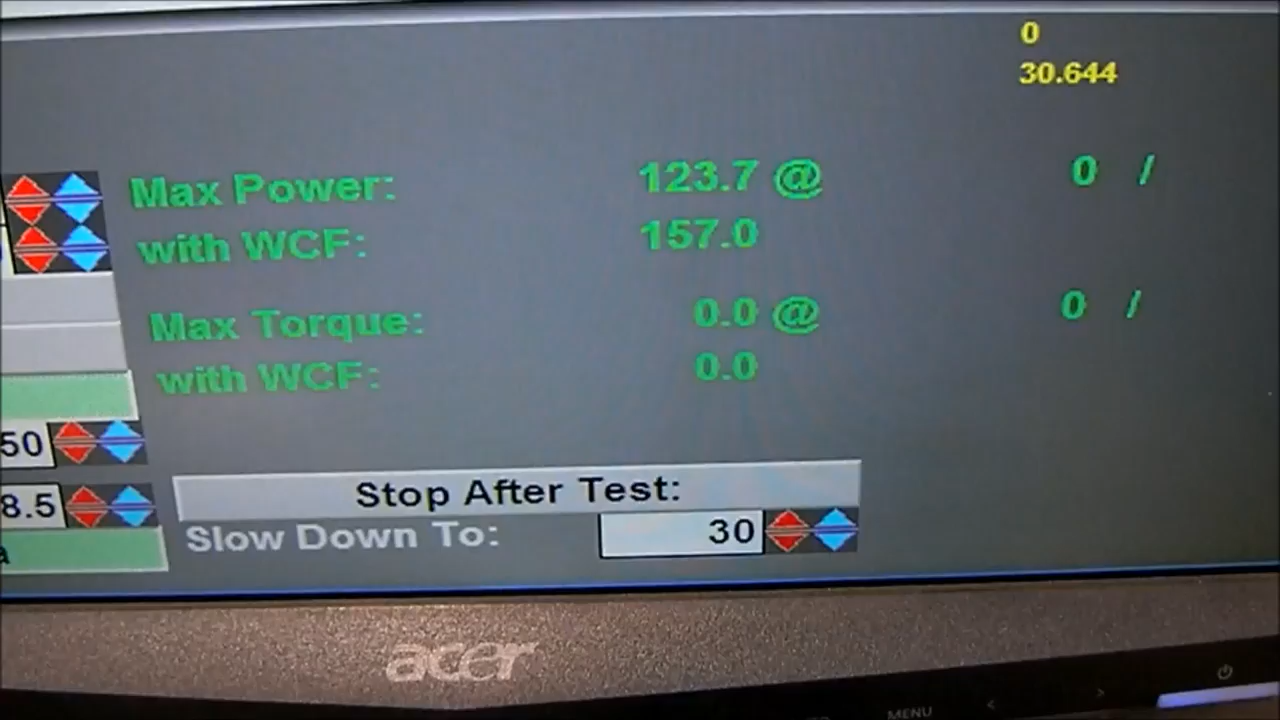 0
30.644
Max Power: 123.7 @ 0 /
with WCF: 157.0
Max Torque: 0.0 @ 0 /
with WCF: 0.0
50
8.5
a
Stop After Test:
Slow Down To: 30
acer
MENU < >